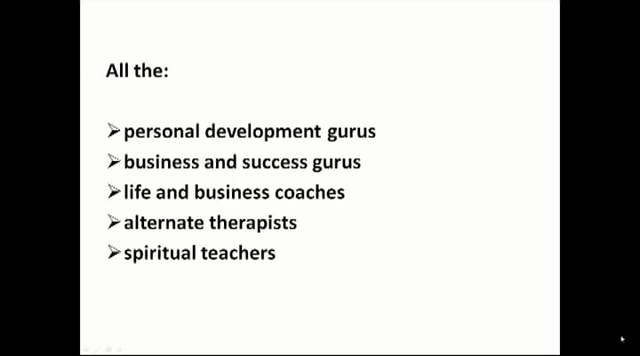 All the:
personal development gurus
business and success gurus
life and business coaches
alternate therapists
spiritual teachers